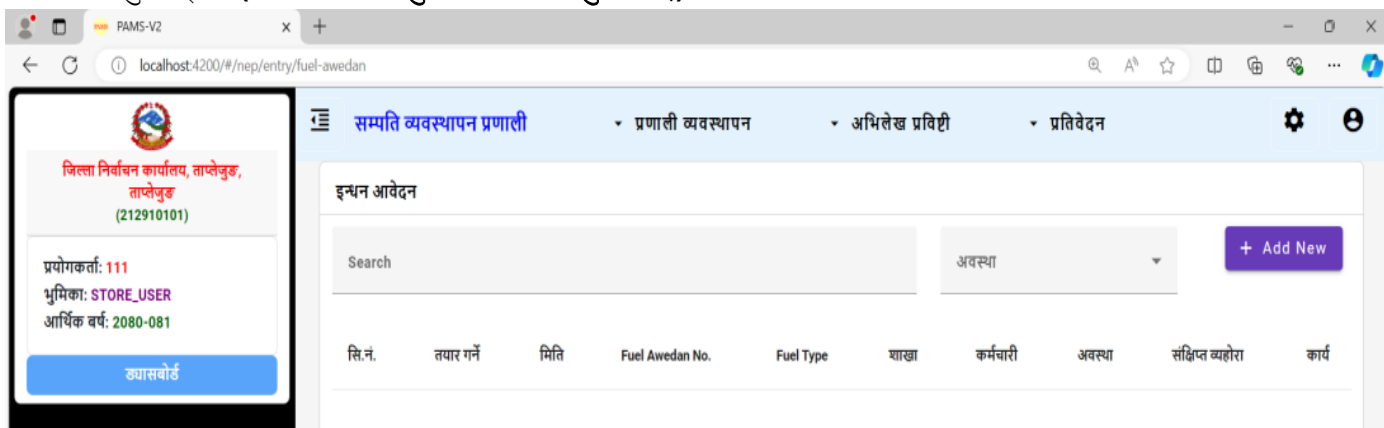 PAMS-V2
localhost:4200/#/nep/entry/fuel-awedan
जिल्ला निर्वाचन कार्यालय, ताप्लेजुङ,
ताप्लेजुङ
(212910101)
प्रयोगकर्ता: 111
भुमिका: STORE_USER
आर्थिक बर्ष: 2080-081
ड्यासबोर्ड
सम्पति व्यवस्थापन प्रणाली
प्रणाली व्यवस्थापन
अभिलेख प्रविष्टी
प्रतिवेदन
इन्धन आवेदन
Search
अवस्था
+ Add New
सि.नं. तयार गर्ने मिति Fuel Awedan No. Fuel Type शाखा कर्मचारी अवस्था संक्षिप्त व्यहोरा कार्य